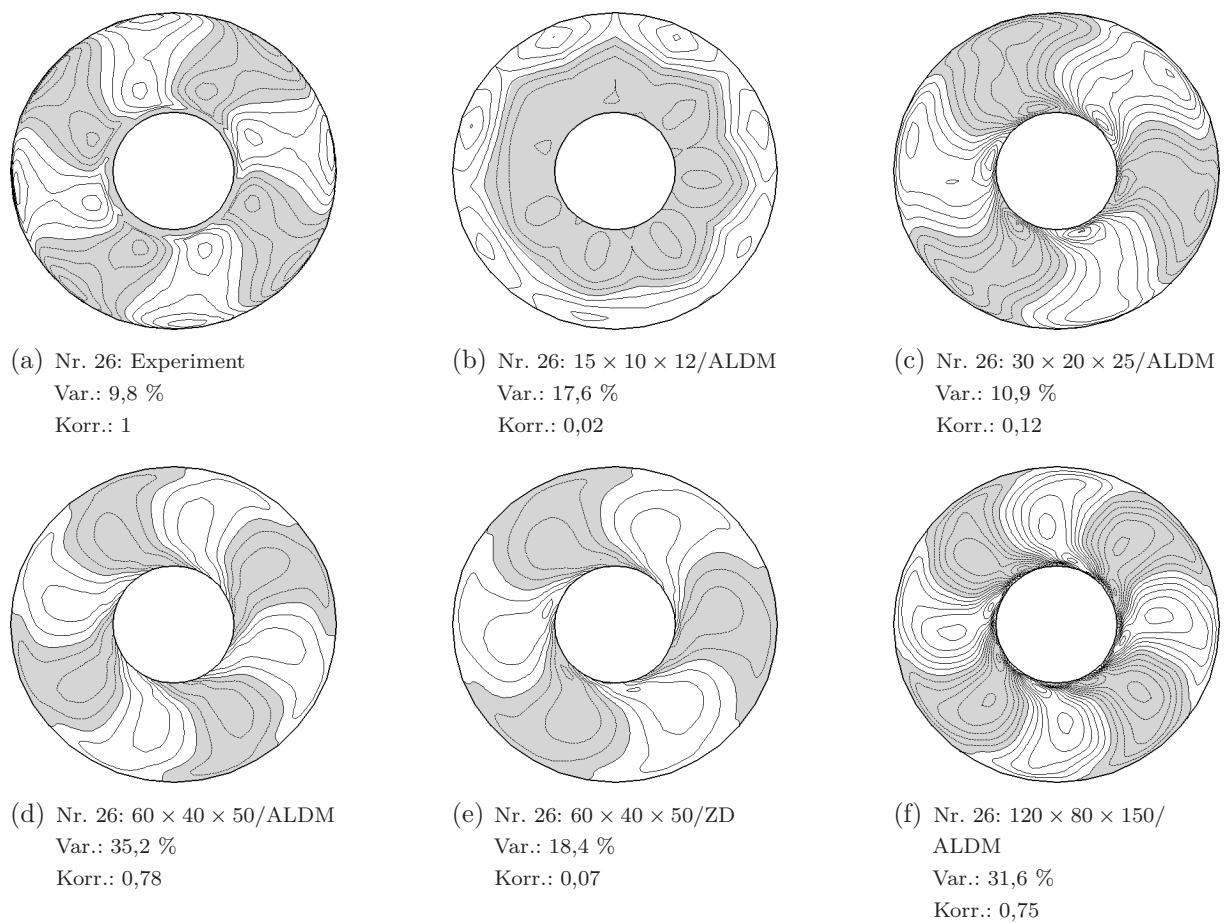 (a) Nr. 26: Experiment
Var.: 9,8 %
Korr.: 1
(b) Nr. 26: 15 × 10 × 12/ALDM
Var.: 17,6 %
Korr.: 0,02
(c) Nr. 26: 30 × 20 × 25/ALDM
Var.: 10,9 %
Korr.: 0,12
(d) Nr. 26: 60 × 40 × 50/ALDM
Var.: 35,2 %
Korr.: 0,78
(e) Nr. 26: 60 × 40 × 50/ZD
Var.: 18,4 %
Korr.: 0,07
(f) Nr. 26: 120 × 80 × 150/
ALDM
Var.: 31,6 %
Korr.: 0,75